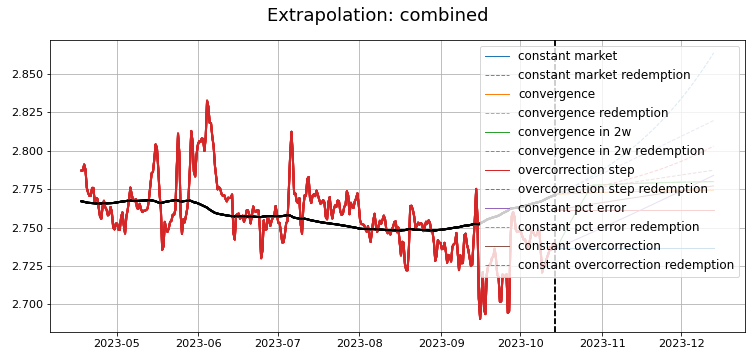 Extrapolation: combined
constant market
constant market redemption
convergence
convergence redemption
convergence in 2w
convergence in 2w redemption
overcorrection step
overcorrection step redemption
constant pct error
constant pct error redemption
constant overcorrection
constant overcorrection redemption
2.850
2.825
2.800
2.775
2.750
2.725
2.700
2023-05 2023-06 2023-07 2023-08 2023-09 2023-10 2023-11 2023-12